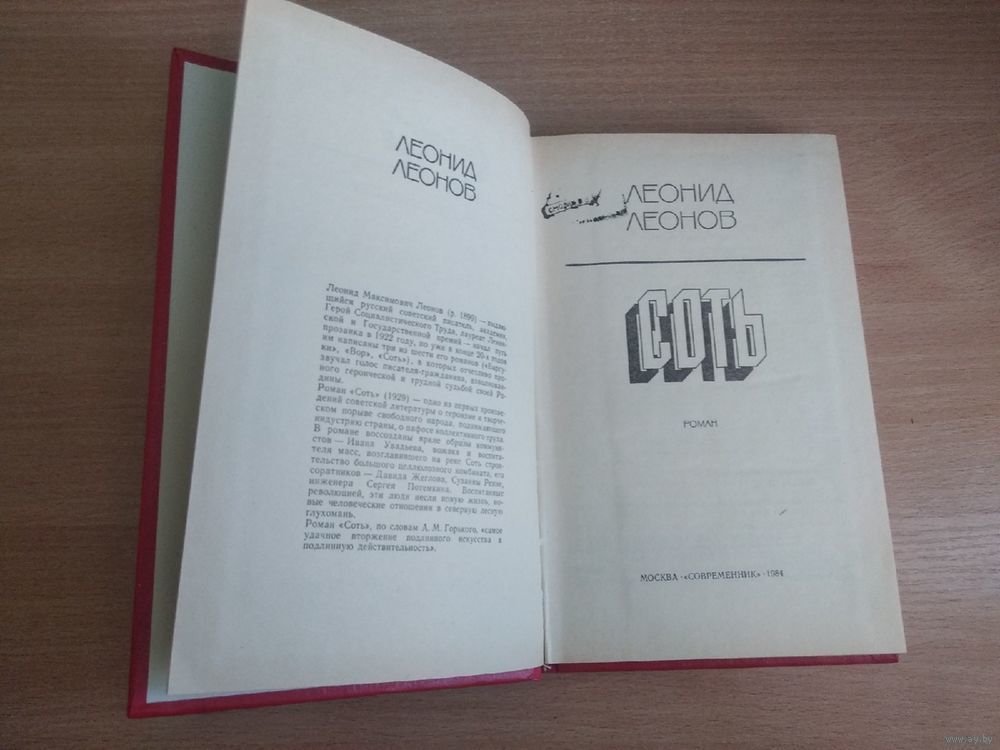 ЛЕОНИД
ЛЕОНОВ
Леонид Максимович Леонов (р. 1899) — выдаю-
щийся русский советский писатель, академик,
Герой Социалистического Труда, лауреат Ленин-
ской и Государственной премий — начал путь
прозаика в 1922 году, но уже в конце 20-х годов
им написаны три из шести его романов («Барсу-
ки», «Вор», «Соть»), в которых отчетливо про-
звучал голос писателя-гражданина, взволнован-
ного героической и трудной судьбой своей Ро-
дины.
Роман «Соть» (1929) — одно из первых произве-
дений советской литературы о героизме и творче-
ском порыве свободного народа, поднимающего
индустрию страны, о пафосе коллективного труда.
В романе воссозданы яркие образы коммуни-
стов — Ивана Увадьева, вожака и воспита-
теля масс, возглавившего на реке Соть строи-
тельство большого целлюлозного комбината, его
соратников — Давида Жеглова, Сузанны Ренне,
инженера Сергея Потемкина. Воспитанные
революцией, эти люди несли новую жизнь, но-
вые человеческие отношения в северную лесную
глухомань.
Роман «Соть», по словам А. М. Горького, «самое
удачное вторжение подлинного искусства в
подлинную действительность».
ЛЕОНИД
ЛЕОНОВ
СОТЬ
РОМАН
МОСКВА · «СОВРЕМЕННИК» · 1984
www.ay.by